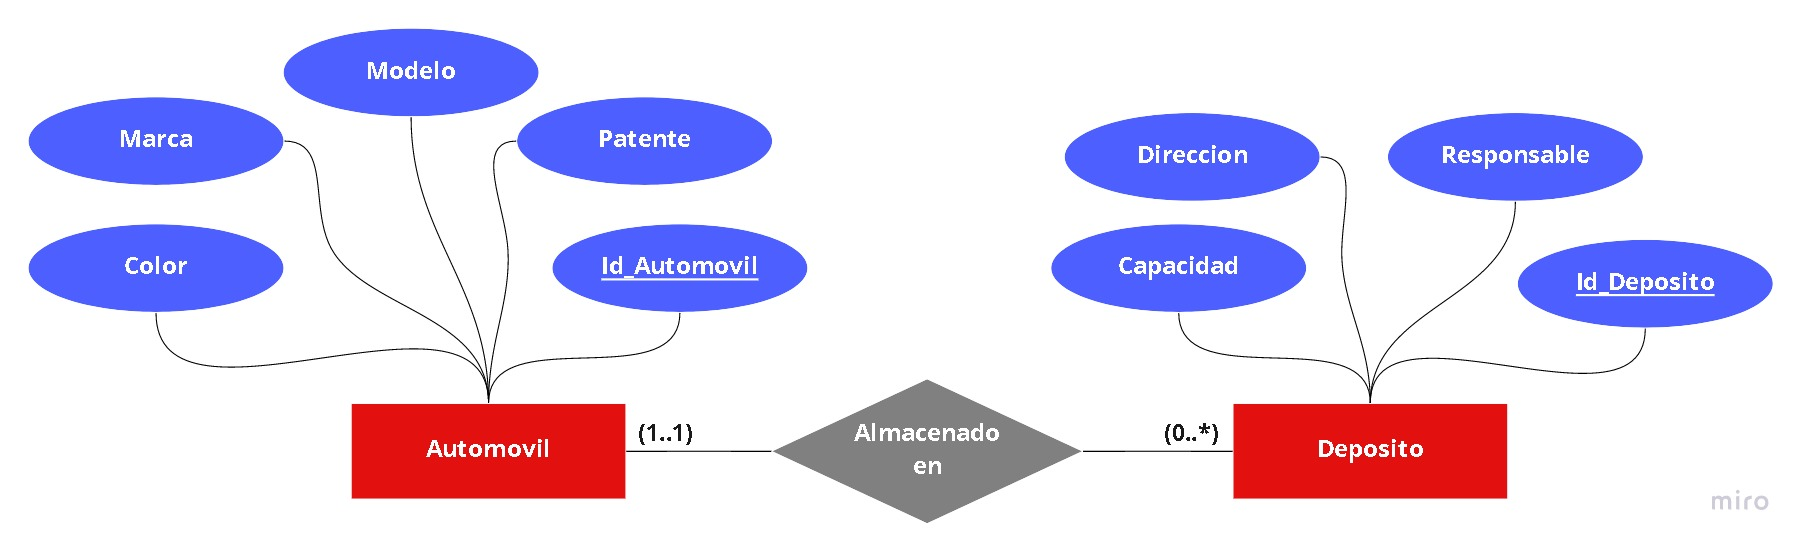 Modelo
Marca
Patente
Direccion
Responsable
Color
Id_Automovil
Capacidad
Id_Deposito
Automovil
(1..1)
Almacenado
en
(0..*)
Deposito
miro